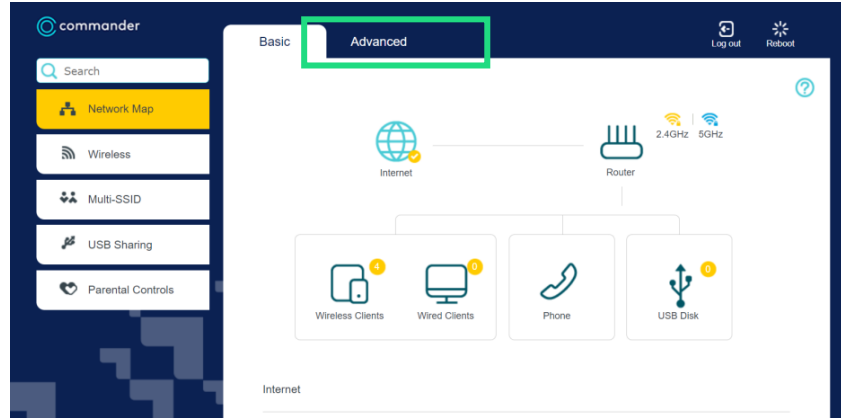 commander
Basic
Advanced
Log out
Reboot
Search
Network Map
Wireless
Multi-SSID
USB Sharing
Parental Controls
?
2.4GHz
5GHz
Internet
Router
4
0
0
Wireless Clients
Wired Clients
Phone
USB Disk
Internet